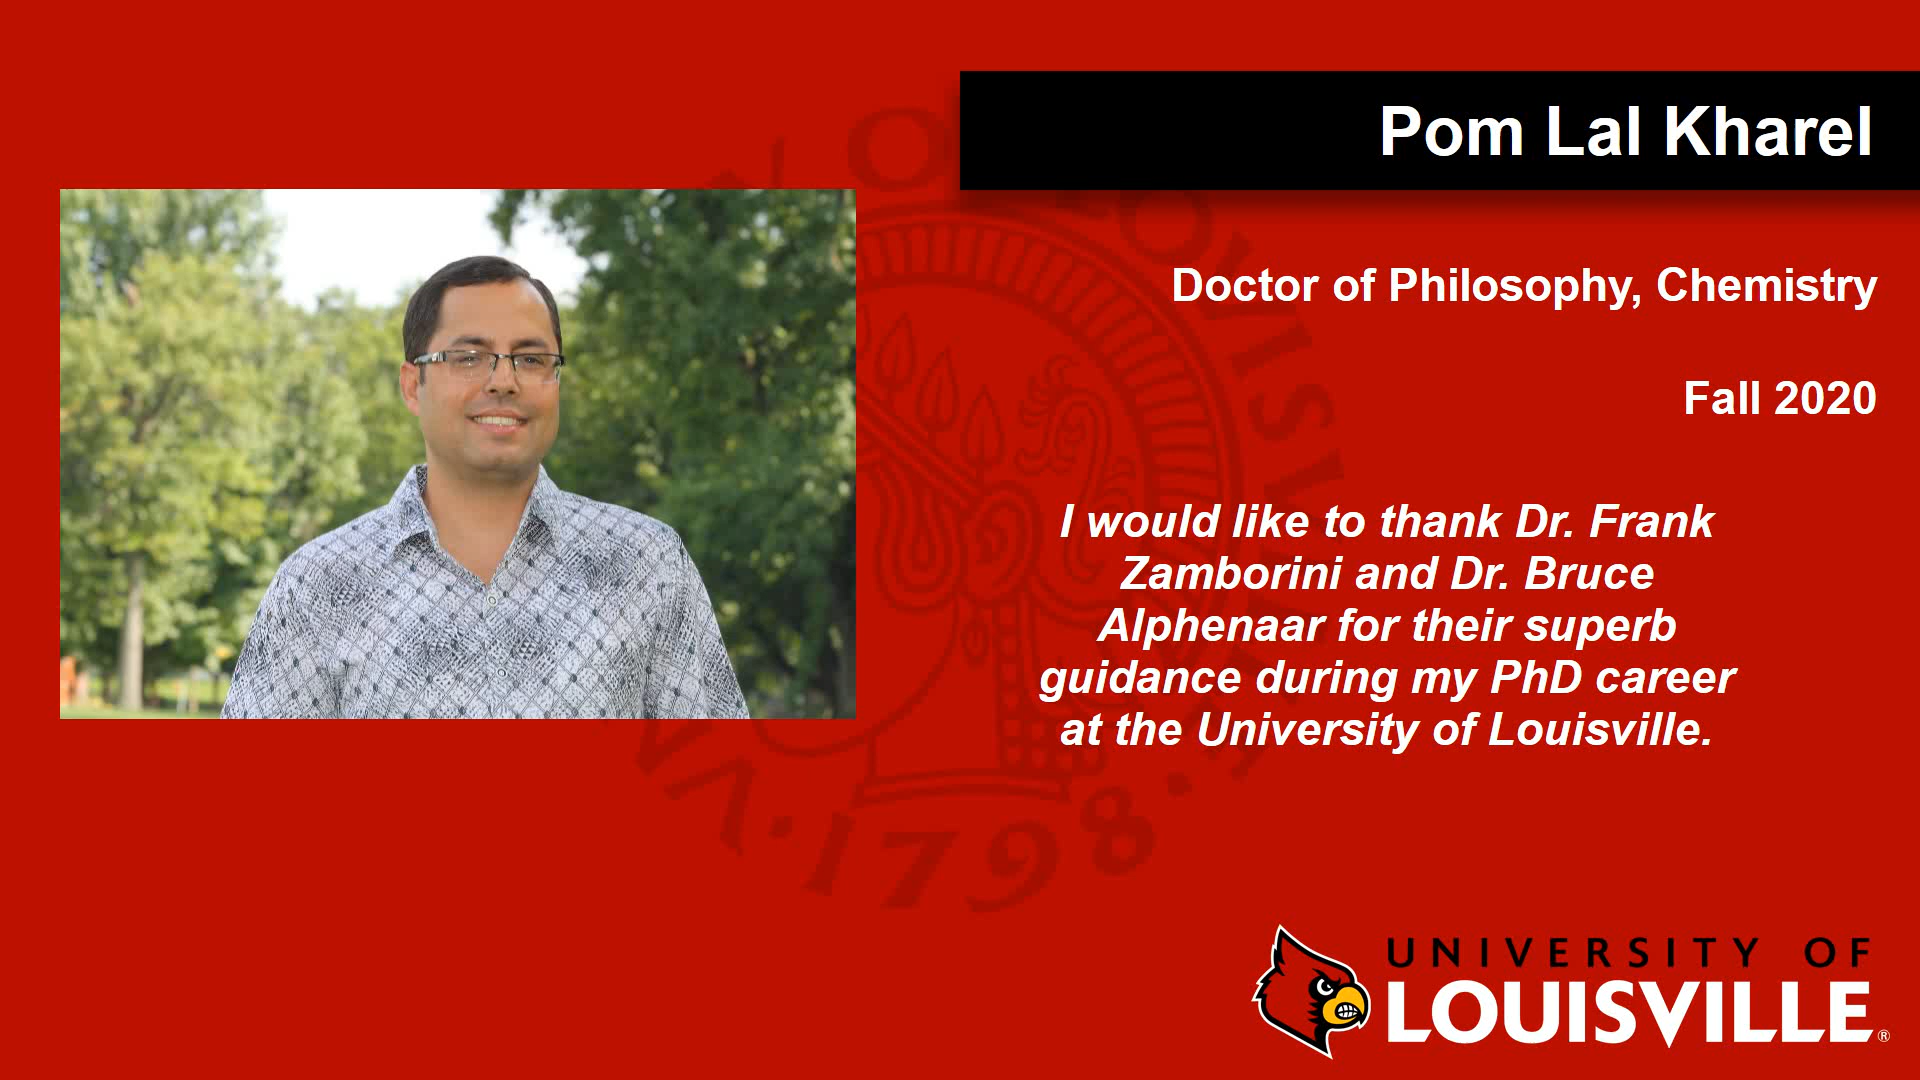 Pom Lal Kharel
Doctor of Philosophy, Chemistry
Fall 2020
I would like to thank Dr. Frank
Zamborini and Dr. Bruce
Alphenaar for their superb
guidance during my PhD career
at the University of Louisville.
1798
UNIVERSITY OF
LOUISVILLE®